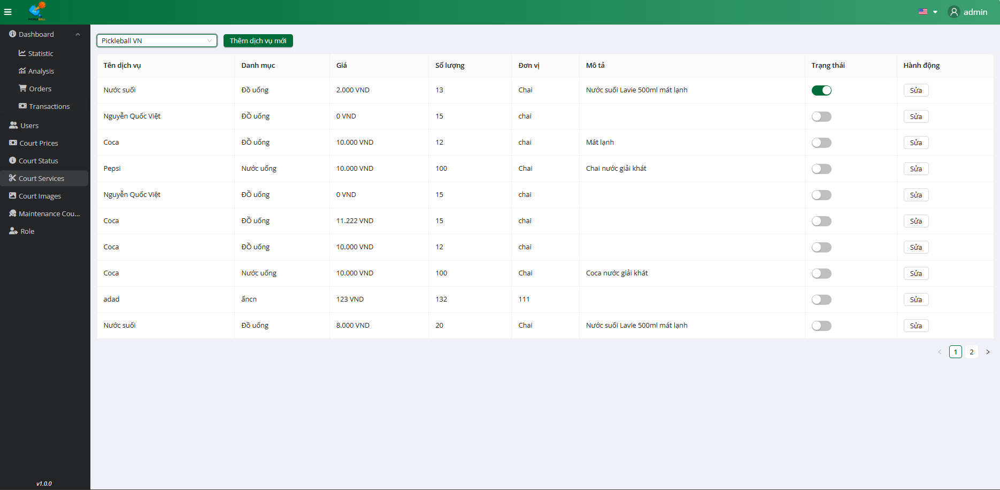 PICKLEBALL
admin
Dashboard
Statistic
Analysis
Orders
Transactions
Users
Court Prices
Court Status
Court Services
Court Images
Maintenance Cou...
Role
v1.0.0
Pickleball VN
Thêm dịch vụ mới
Tên dịch vụ Danh mục Giá Số lượng Đơn vị Mô tả Trạng thái Hành động
Nước suối Đồ uống 2.000 VND 13 Chai Nước suối Lavie 500ml mát lạnh Sửa
Nguyễn Quốc Việt ĐỒ uống 0 VND 15 chai Sửa
Coca ĐỒ uống 10.000 VND 12 chai Mát lạnh Sửa
Pepsi Nước uống 10.000 VND 100 Chai Chai nước giải khát Sửa
Nguyễn Quốc Việt ĐỒ uống 0 VND 15 chai Sửa
Coca ĐỒ uống 11.222 VND 15 chai Sửa
Coca ĐỒ uống 10.000 VND 12 chai Sửa
Coca Nước uống 10.000 VND 100 Chai Coca nước giải khát Sửa
adad ấncn 123 VND 132 111 Sửa
Nước suối Đồ uống 8.000 VND 20 Chai Nước suối Lavie 500ml mát lạnh Sửa
< 1 2 >